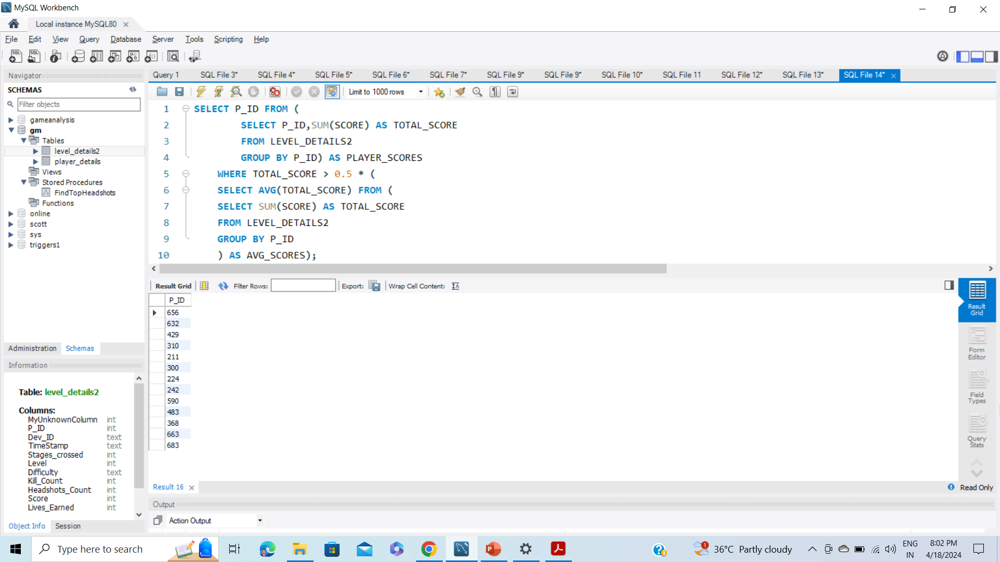 MySQL Workbench
Local instance MySQL80
File Edit View Query Database Server Tools Scripting Help
Navigator
SCHEMAS
Filter objects
gameanalysis
gm
Tables
level_details2
player_details
Views
Stored Procedures
FindTopHeadshots
Functions
online
scott
sys
triggers1
Administration Schemas
Information
Table: level_details2
Columns:
MyUnknownColumn int
P_ID int
Dev_ID text
TimeStamp text
Stages_crossed int
Level int
Difficulty text
Kill_Count int
Headshots_Count int
Score int
Lives_Earned int
Object Info Session
Query 1 SQL File 3* SQL File 4* SQL File 5* SQL File 6* SQL File 7* SQL File 9* SQL File 9* SQL File 10* SQL File 11 SQL File 12* SQL File 13* SQL File 14*
Limit to 1000 rows
1 SELECT P_ID FROM (
2 SELECT P_ID,SUM(SCORE) AS TOTAL_SCORE
3 FROM LEVEL_DETAILS2
4 GROUP BY P_ID) AS PLAYER_SCORES
5 WHERE TOTAL_SCORE > 0.5 * (
6 SELECT AVG(TOTAL_SCORE) FROM (
7 SELECT SUM(SCORE) AS TOTAL_SCORE
8 FROM LEVEL_DETAILS2
9 GROUP BY P_ID
10 ) AS AVG_SCORES);
Result Grid Filter Rows: Export: Wrap Cell Content:
P_ID
656
632
429
310
211
300
224
242
590
483
368
663
683
Result
Grid
Form
Editor
Field
Types
Query
Stats
Result 16
Read Only
Output
Action Output
Type here to search
1
36°C Partly cloudy
ENG
IN
8:02 PM
4/18/2024